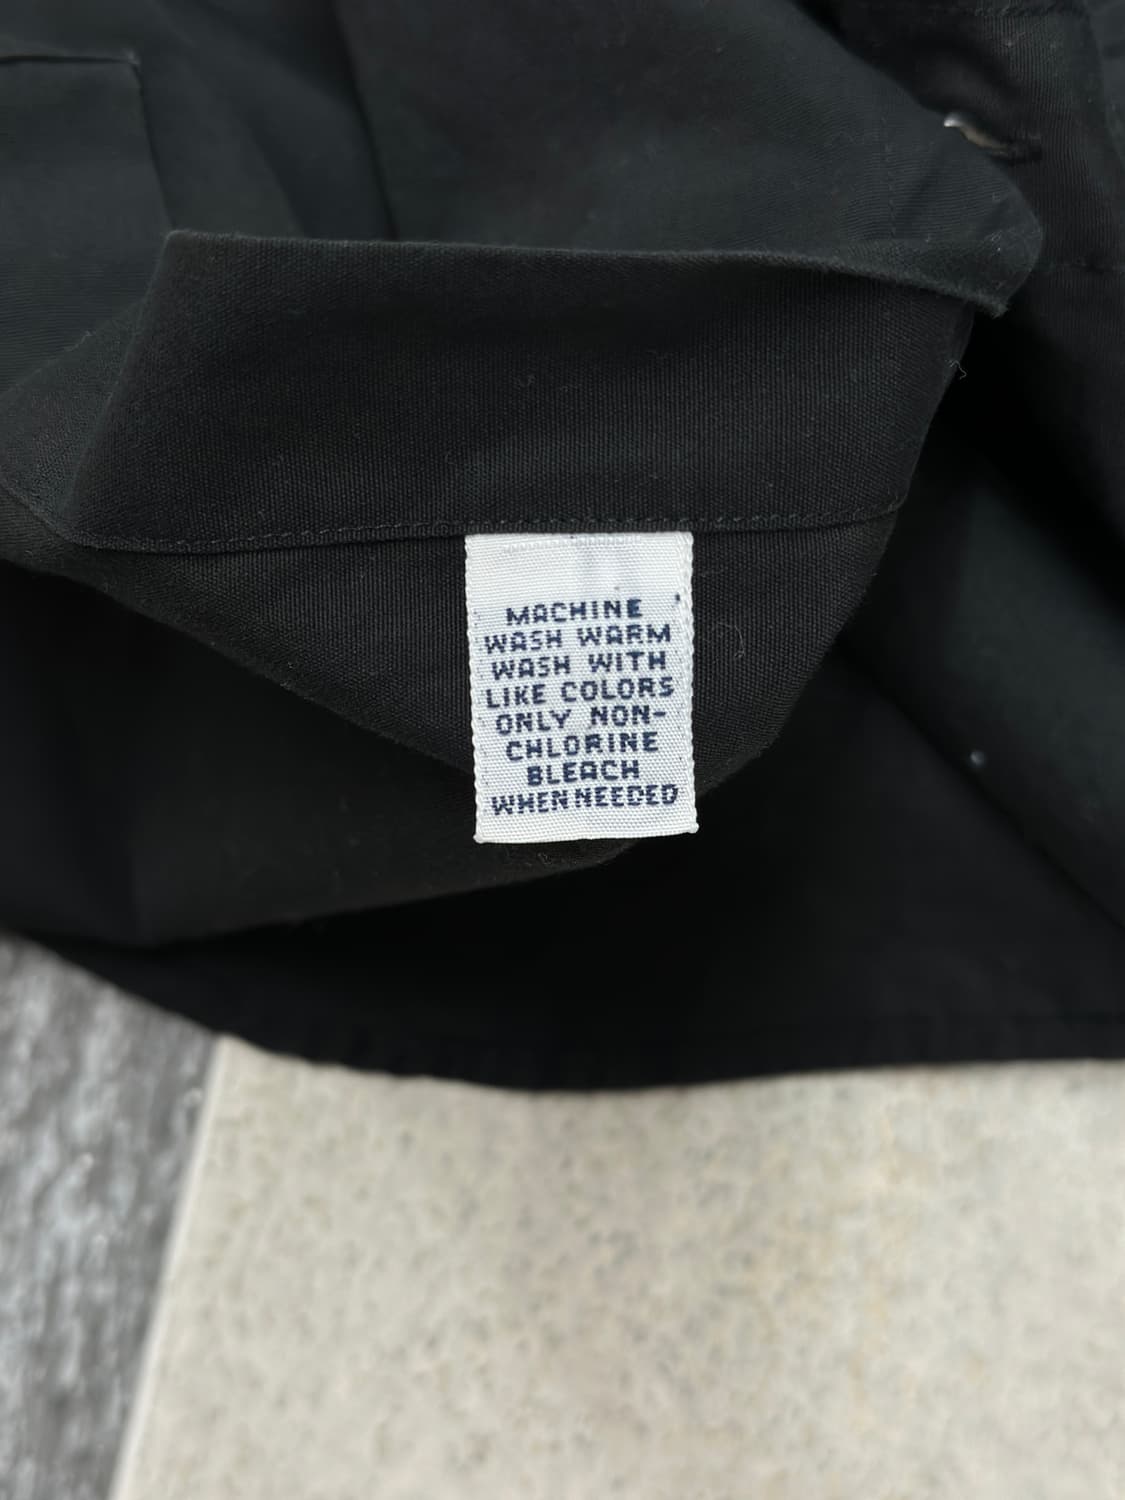 MACHINE
WASH WARM
WASH WITH
LIKE COLORS
ONLY NON-
CHLORINE
BLEACH
WHEN NEEDED